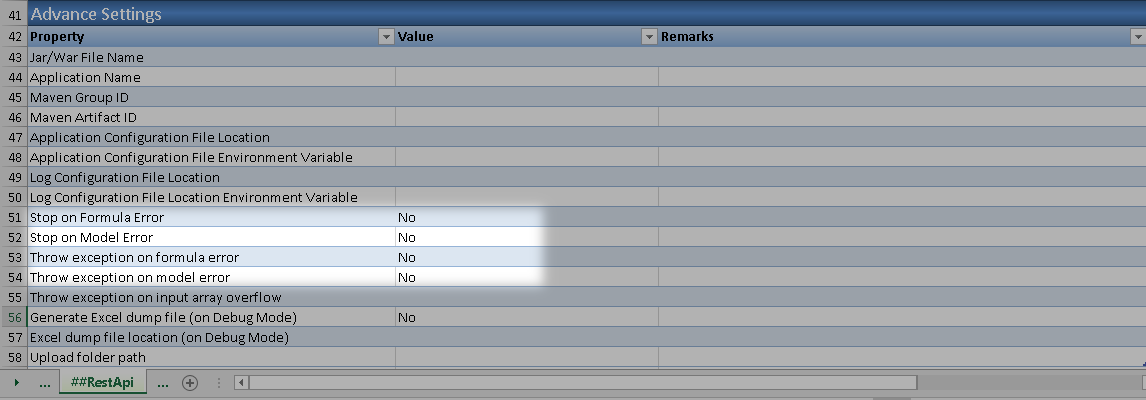 41 Advance Settings
42 Property Value Remarks
43 Jar/War File Name
44 Application Name
45 Maven Group ID
46 Maven Artifact ID
47 Application Configuration File Location
48 Application Configuration File Environment Variable
49 Log Configuration File Location
50 Log Configuration File Location Environment Variable
51 Stop on Formula Error No
52 Stop on Model Error No
53 Throw exception on formula error No
54 Throw exception on model error No
55 Throw exception on input array overflow
56 Generate Excel dump file (on Debug Mode) No
57 Excel dump file location (on Debug Mode)
58 Upload folder path
... ##RestApi ...